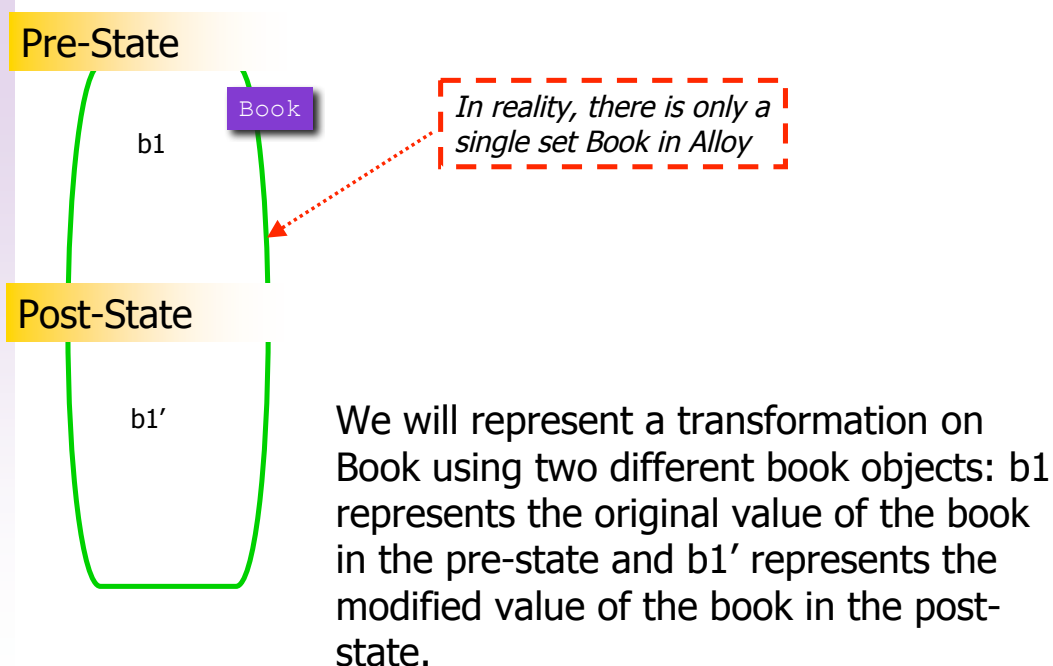 Pre-State
Book
b1
In reality, there is only a
single set Book in Alloy
Post-State
b1’
We will represent a transformation on
Book using two different book objects: b1
represents the original value of the book
in the pre-state and b1’ represents the
modified value of the book in the post-
state.